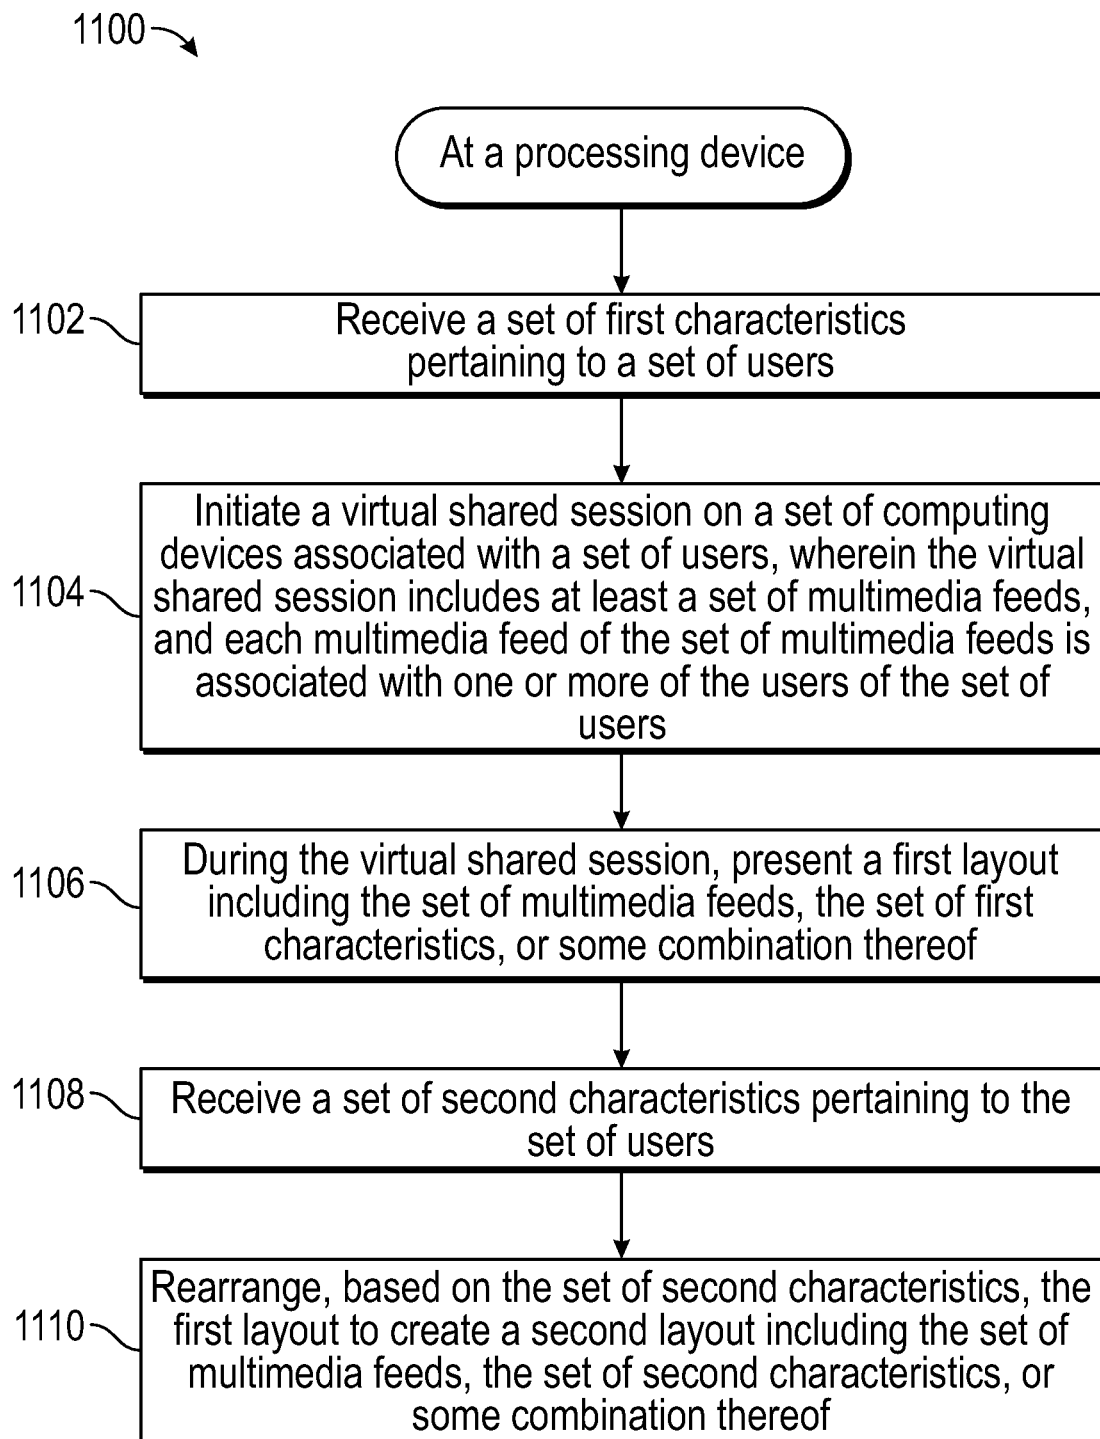 1100
At a processing device
1102
Receive a set of first characteristics
pertaining to a set of users
1104
Initiate a virtual shared session on a set of computing
devices associated with a set of users, wherein the virtual
shared session includes at least a set of multimedia feeds,
and each multimedia feed of the set of multimedia feeds is
associated with one or more of the users of the set of
users
1106
During the virtual shared session, present a first layout
including the set of multimedia feeds, the set of first
characteristics, or some combination thereof
1108
Receive a set of second characteristics pertaining to the
set of users
1110
Rearrange, based on the set of second characteristics, the
first layout to create a second layout including the set of
multimedia feeds, the set of second characteristics, or
some combination thereof